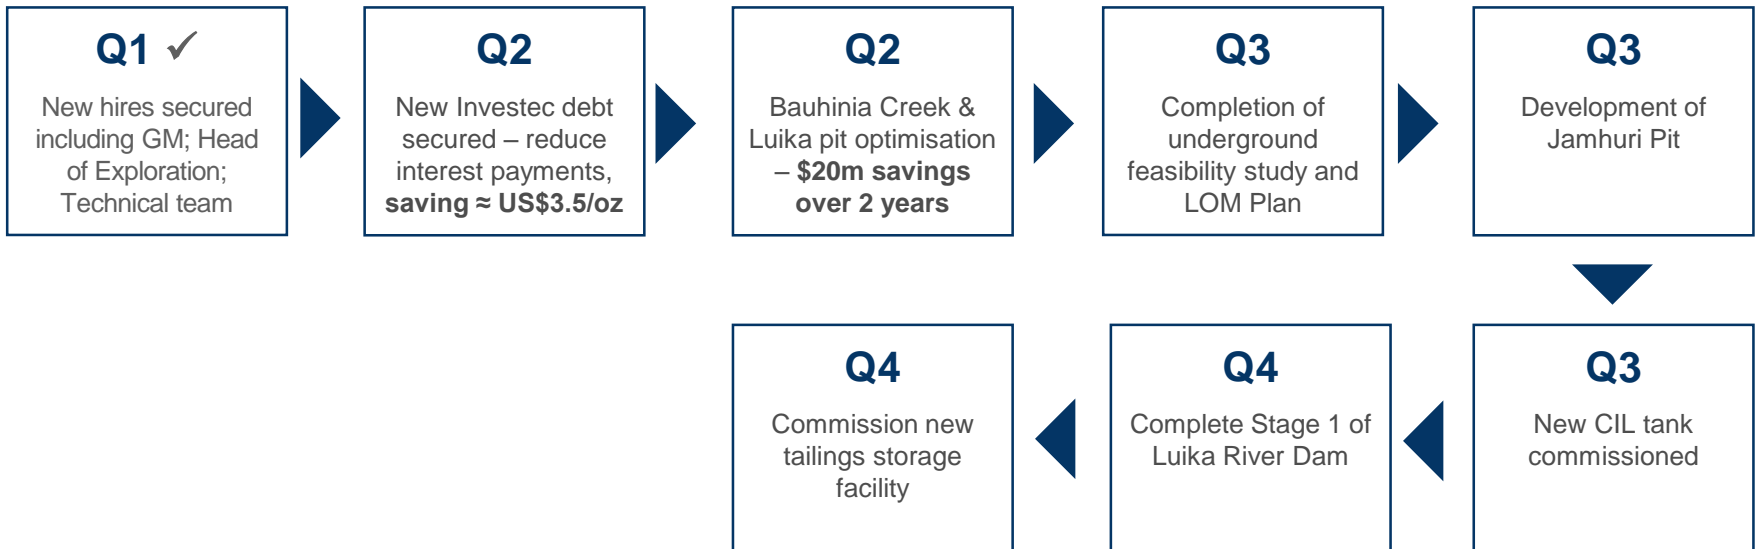 Q1 ✓
New hires secured
including GM; Head
of Exploration;
Technical team
Q2
New Investec debt
secured – reduce
interest payments,
saving ≈ US$3.5/oz
Q2
Bauhinia Creek &
Luika pit optimisation
– $20m savings
over 2 years
Q3
Completion of
underground
feasibility study and
LOM Plan
Q3
Development of
Jamhuri Pit
Q3
New CIL tank
commissioned
Q4
Complete Stage 1 of
Luika River Dam
Q4
Commission new
tailings storage
facility